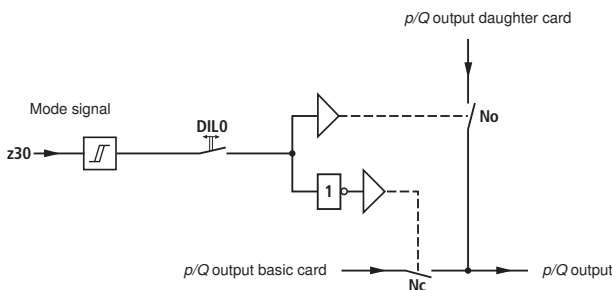 p/Q output daughter card
Mode signal
DIL0
No
z30
1
p/Q output basic card
p/Q output
Nc